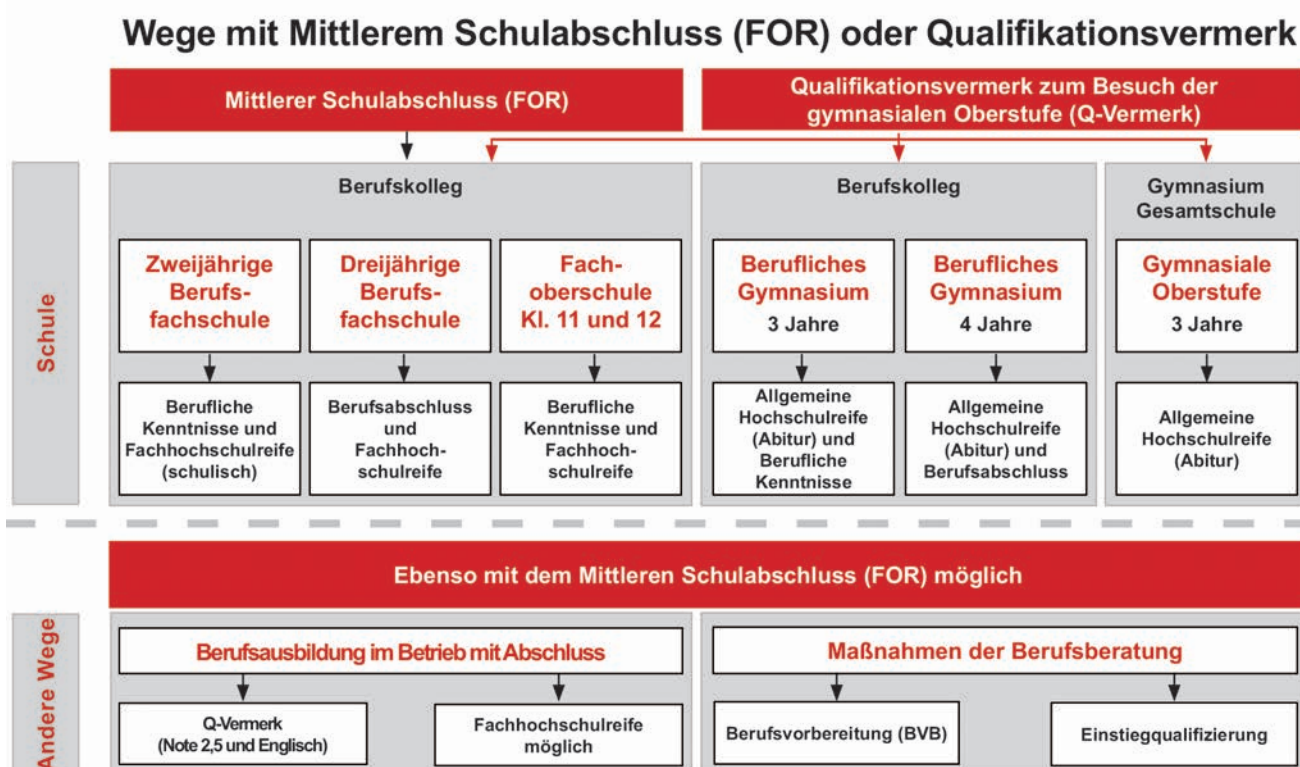 Wege mit Mittlerem Schulabschluss (FOR) oder Qualifikationsvermerk
Mittlerer Schulabschluss (FOR)
Qualifikationsvermerk zum Besuch der
gymnasialen Oberstufe (Q-Vermerk)
Schule
Berufskolleg
Zweijährige
Berufs-
fachschule
Dreijährige
Berufs-
fachschule
Fach-
oberschule
Kl. 11 und 12
Berufliche
Kenntnisse und
Fachhochschulreife
(schulisch)
Berufsabschluss
und
Fachhoch-
schulreife
Berufliche
Kenntnisse und
Fachhoch-
schulreife
Berufskolleg
Berufliches
Gymnasium
3 Jahre
Berufliches
Gymnasium
4 Jahre
Allgemeine
Hochschulreife
(Abitur) und
Berufliche
Kenntnisse
Allgemeine
Hochschulreife
(Abitur) und
Berufsabschluss
Gymnasium
Gesamtschule
Gymnasiale
Oberstufe
3 Jahre
Allgemeine
Hochschulreife
(Abitur)
Ebenso mit dem Mittleren Schulabschluss (FOR) möglich
Andere Wege
Berufsausbildung im Betrieb mit Abschluss
Q-Vermerk
(Note 2,5 und Englisch)
Fachhochschulreife
möglich
Maßnahmen der Berufsberatung
Berufsvorbereitung (BVB)
Einstiegqualifizierung